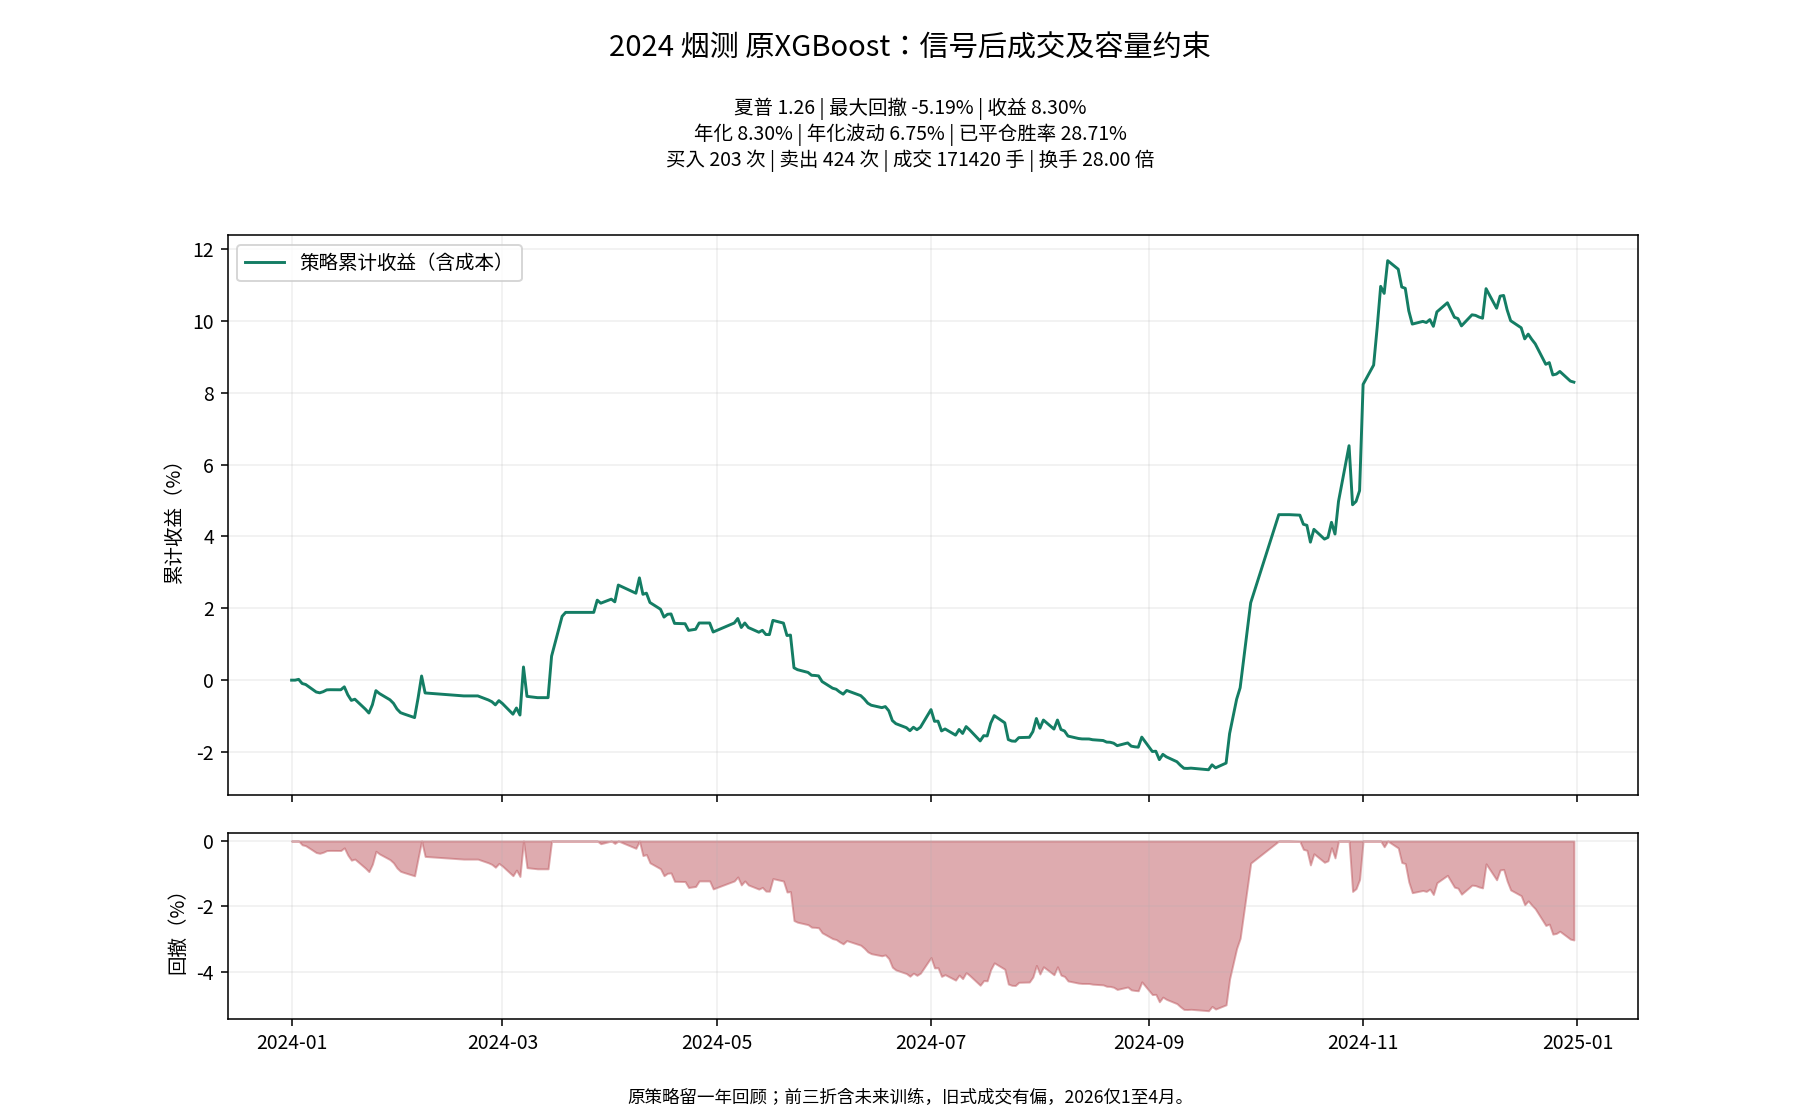 2024 烟测 原XGBoost：信号后成交及容量约束
夏普 1.26 | 最大回撤 -5.19% | 收益 8.30%
年化 8.30% | 年化波动 6.75% | 已平仓胜率 28.71%
买入 203 次 | 卖出 424 次 | 成交 171420 手 | 换手 28.00 倍
策略累计收益（含成本）
累计收益（%）
12
10
8
6
4
2
0
-2
回撤（%）
0
-2
-4
2024-01
2024-03
2024-05
2024-07
2024-09
2024-11
2025-01
原策略留一年回顾；前三折含未来训练，旧式成交有偏，2026仅1至4月。